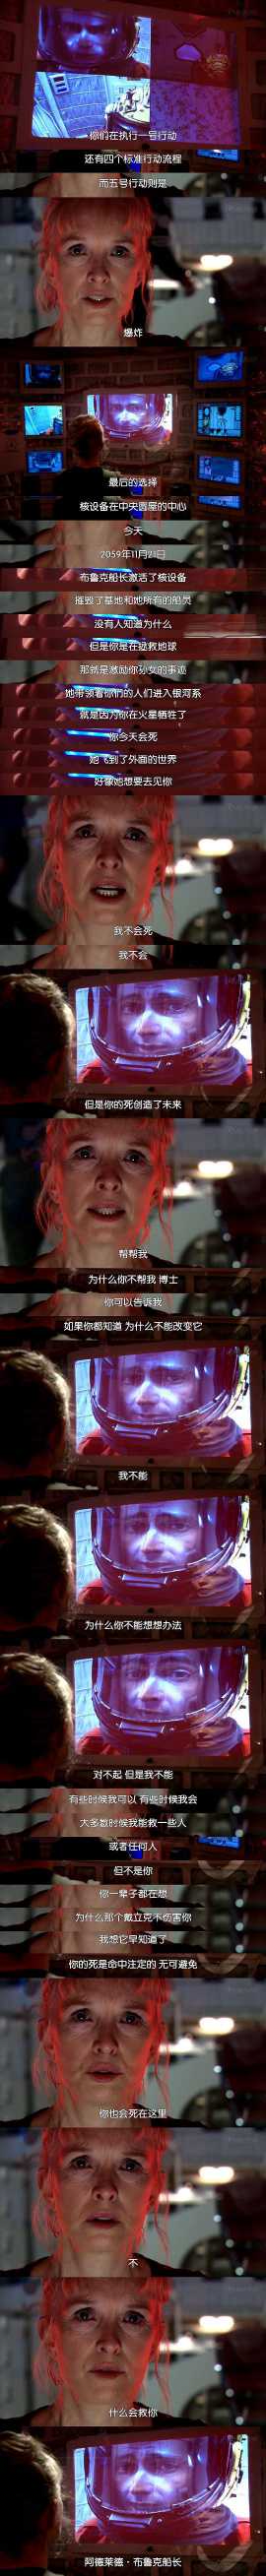 你们在执行一号行动
还有四个标准行动流程
而五号行动则是
爆炸
最后的选择
核设备在中央圆屋的中心
今天
2059年11月21日
布鲁克船长激活了核设备
摧毁了基地和她所有的船员
没有人知道为什么
但是你是在拯救地球
那就是激励你孙女的事迹
她带领着你们的人们进入银河系
就是因为你在火星牺牲了
你今天会死
她飞到了外面的世界
好像她想要去见你
我不会死
我不会
但是你的死创造了未来
帮帮我
为什么你不帮我 博士
你可以告诉我
如果你都知道 为什么不能改变它
我不能
为什么你不能想想办法
对不起 但是我不能
有些时候我可以 有些时候我会
大多数时候我能救一些人
或者任何人
但不是你
你一辈子都在想
为什么那个戴立克不伤害你
我想它早知道了
你的死是命中注定的 无可避免
你也会死在这里
不
什么会救你
阿德莱德·布鲁克船长